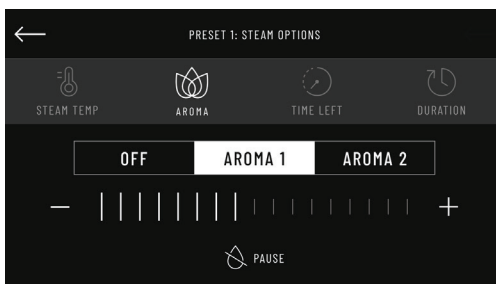 PRESET 1: STEAM OPTIONS
STEAM TEMP AROMA TIME LEFT DURATION
OFF AROMA 1 AROMA 2
− +
PAUSE